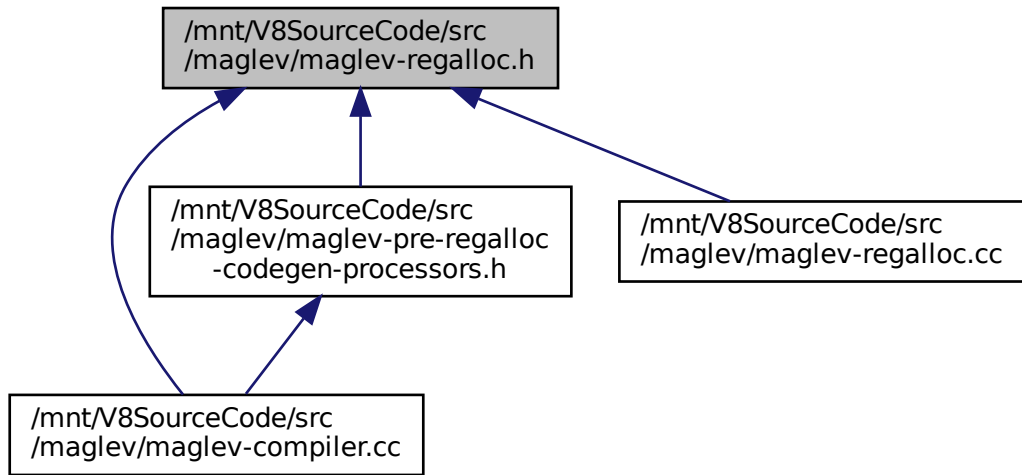 /mnt/V8SourceCode/src
/maglev/maglev-regalloc.h
/mnt/V8SourceCode/src
/maglev/maglev-pre-regalloc
-codegen-processors.h
/mnt/V8SourceCode/src
/maglev/maglev-regalloc.cc
/mnt/V8SourceCode/src
/maglev/maglev-compiler.cc